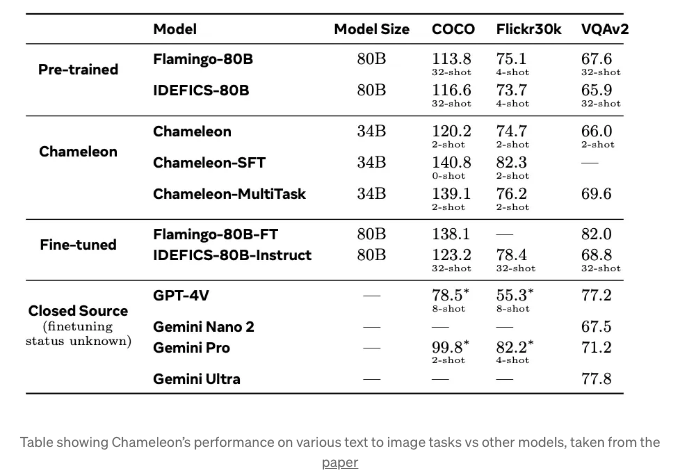 Model Model Size COCO Flickr30k VQAv2
Pre-trained
Flamingo-80B 80B 113.8 75.1 67.6
32-shot 4-shot 32-shot
IDEFICS-80B 80B 116.6 73.7 65.9
32-shot 4-shot 32-shot
Chameleon
Chameleon 34B 120.2 74.7 66.0
2-shot 2-shot 2-shot
Chameleon-SFT 34B 140.8 82.3 —
0-shot 2-shot
Chameleon-MultiTask 34B 139.1 76.2 69.6
2-shot 2-shot
Fine-tuned
Flamingo-80B-FT 80B 138.1 — 82.0
IDEFICS-80B-Instruct 80B 123.2 78.4 68.8
32-shot 32-shot 32-shot
Closed Source
(finetuning
status unknown)
GPT-4V — 78.5* 55.3* 77.2
8-shot 8-shot
Gemini Nano 2 — — — 67.5
Gemini Pro — 99.8* 82.2* 71.2
2-shot 4-shot
Gemini Ultra — — — 77.8
Table showing Chameleon’s performance on various text to image tasks vs other models, taken from the
paper